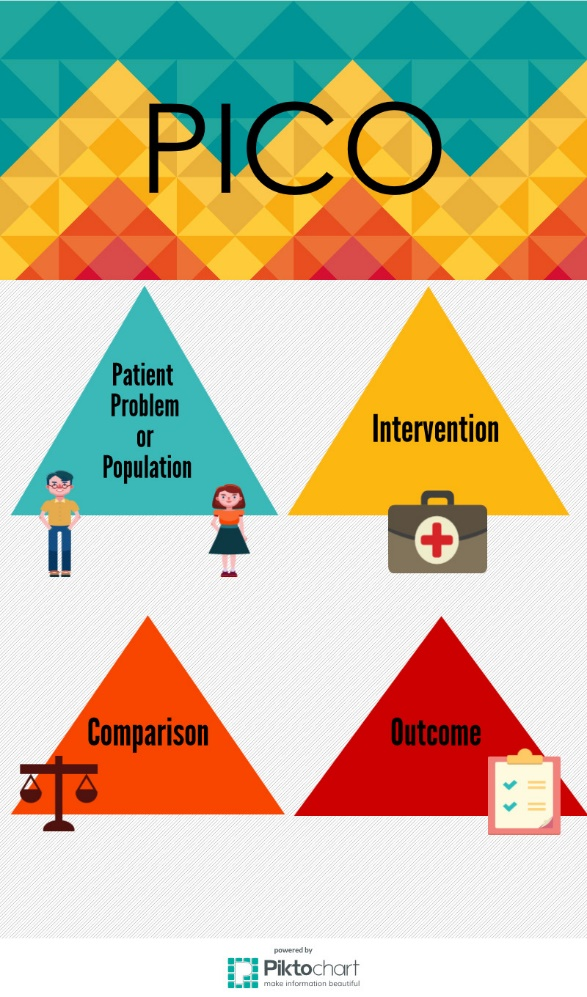 PICO
Patient
Problem
or
Population
Intervention
Comparison
Outcome
powered by
Piktochart
make information beautiful